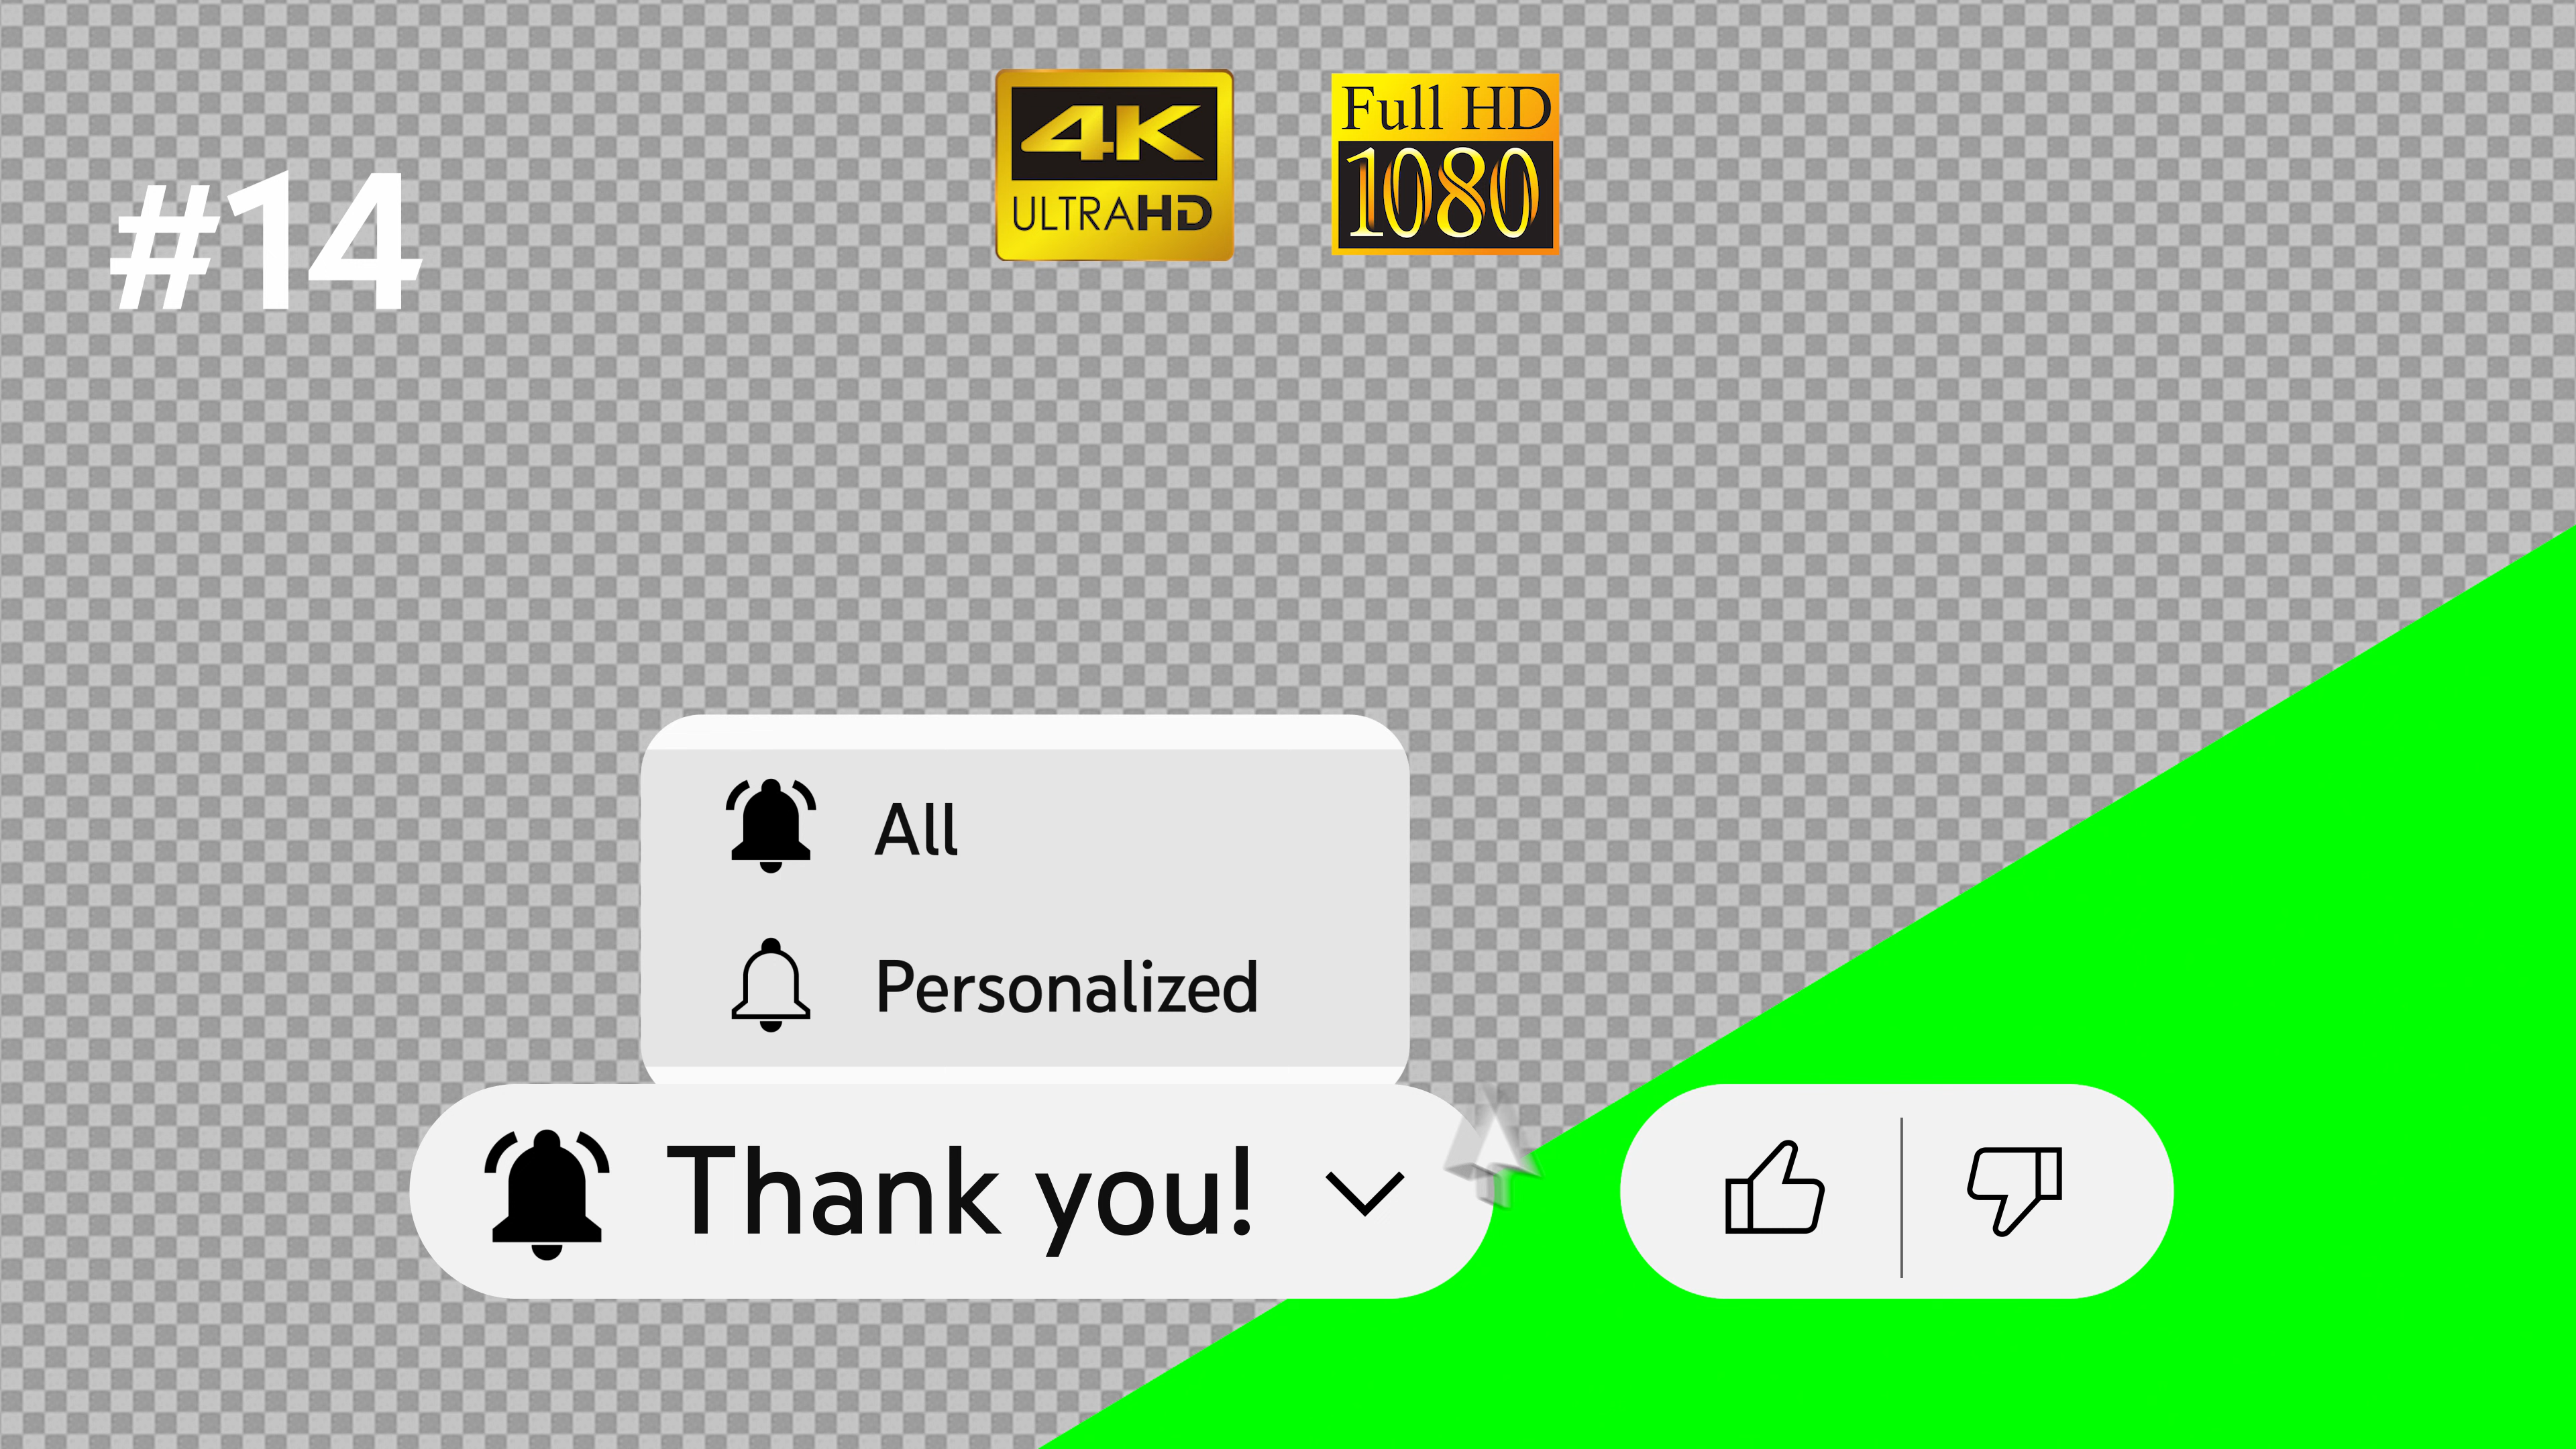 #14
4K
ULTRAHD
Full HD
1080
All
Personalized
Thank you!